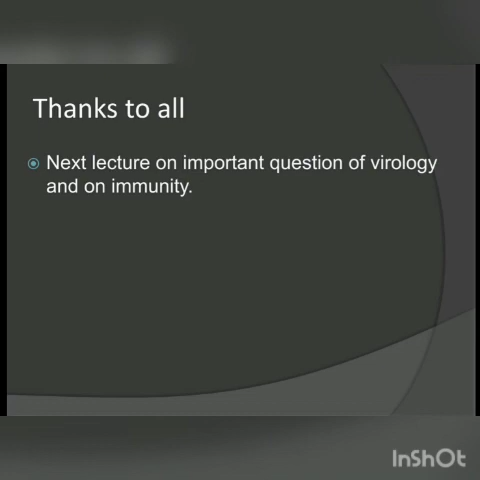 Thanks to all
Next lecture on important question of virology
and on immunity.
InShOt